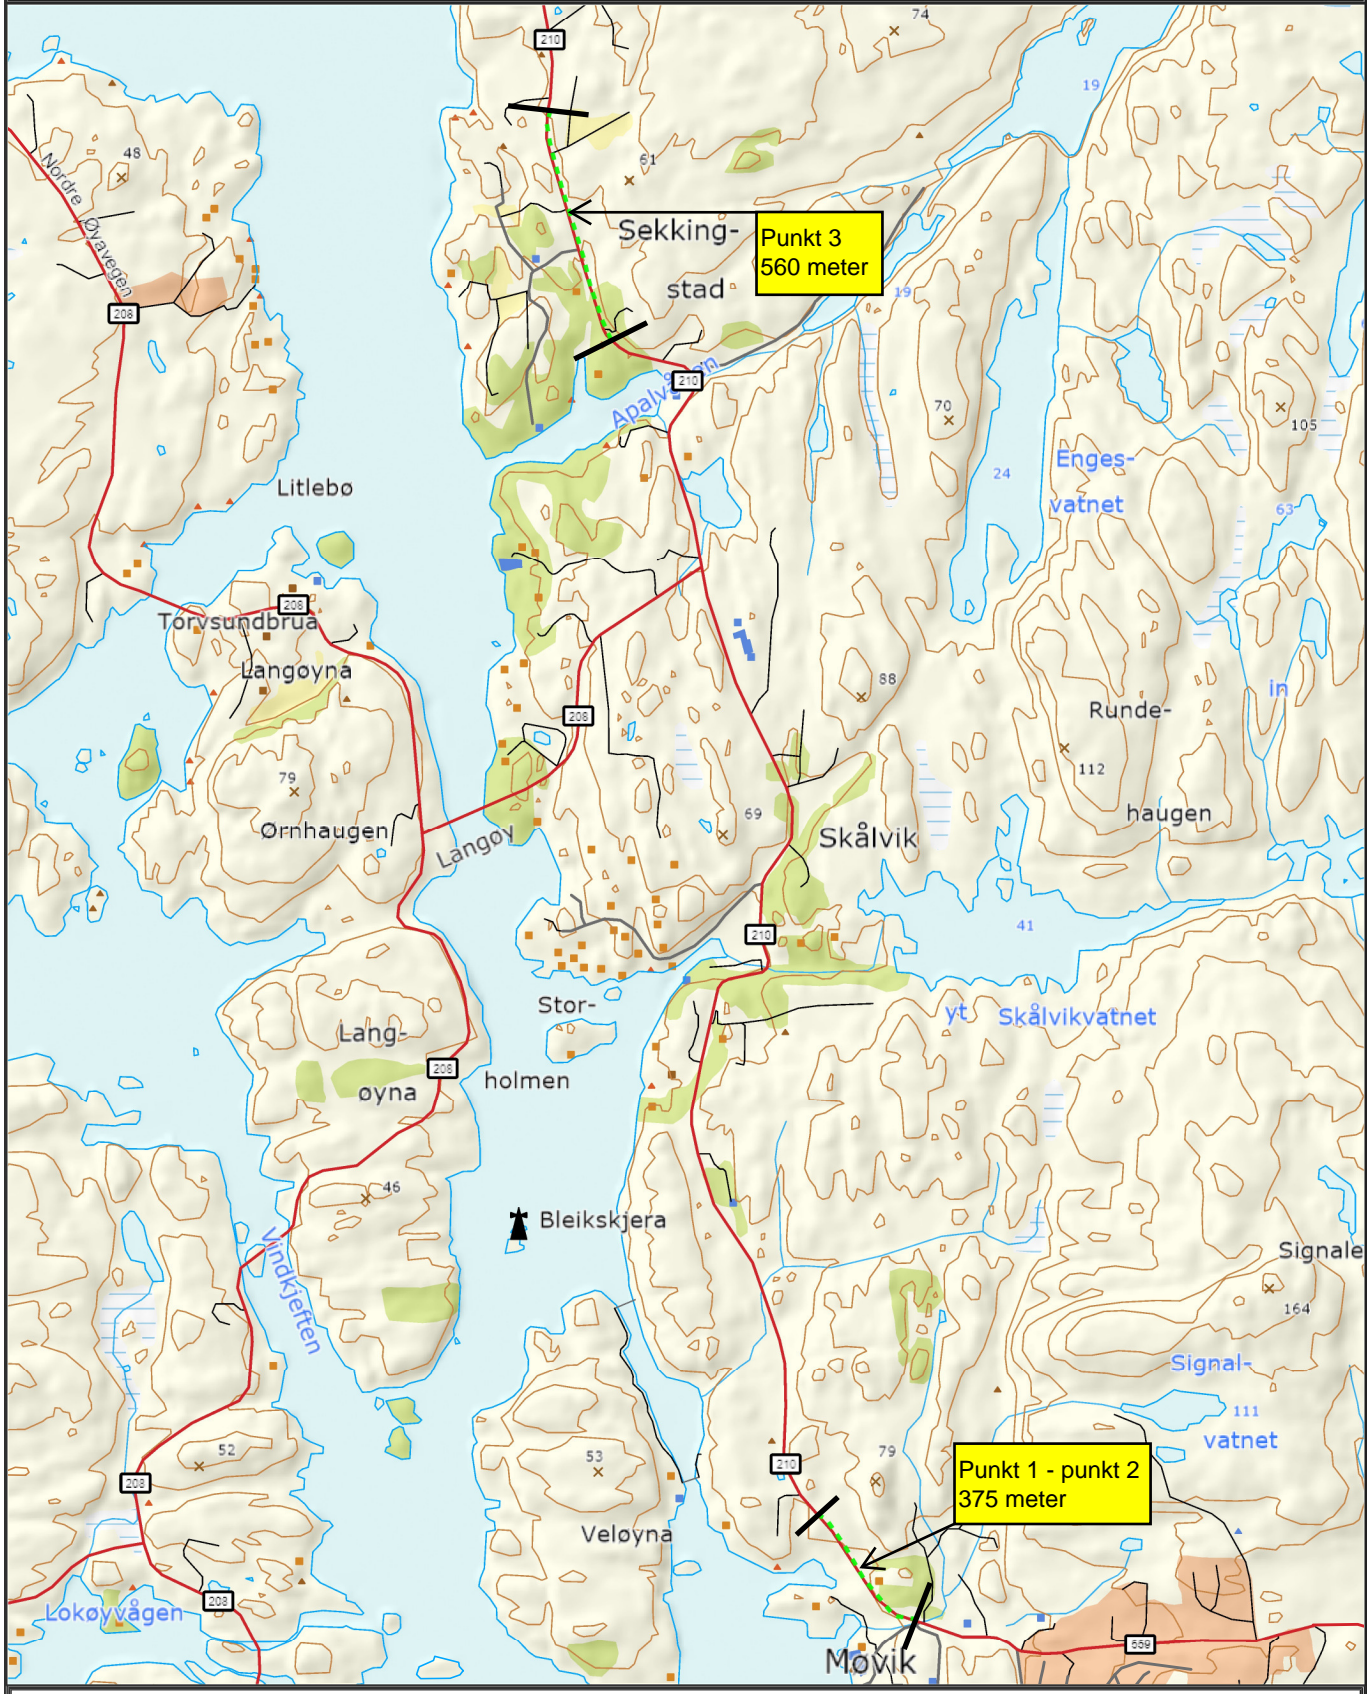 74
210
19
48
61
Nordre Øyavegen
Sekking-
stad
Punkt 3
560 meter
19
208
210
70
105
Engesvatnet
Litlebø
24
63
208
Torvsundbrua
Langøyna
88
in
Runde-
208
112
79
69
haugen
Ørnhaugen
Skålvik
Langøy
210
41
Stor-
yt
Skålvikvatnet
Lang-
208
holmen
øyna
46
Bleikskjera
Vindkjeften
Signale
164
Signal-
111
vatnet
52
53
79
210
208
Punkt 1 - punkt 2
375 meter
Veløyna
208
Lokøyvågen
559
Møvik